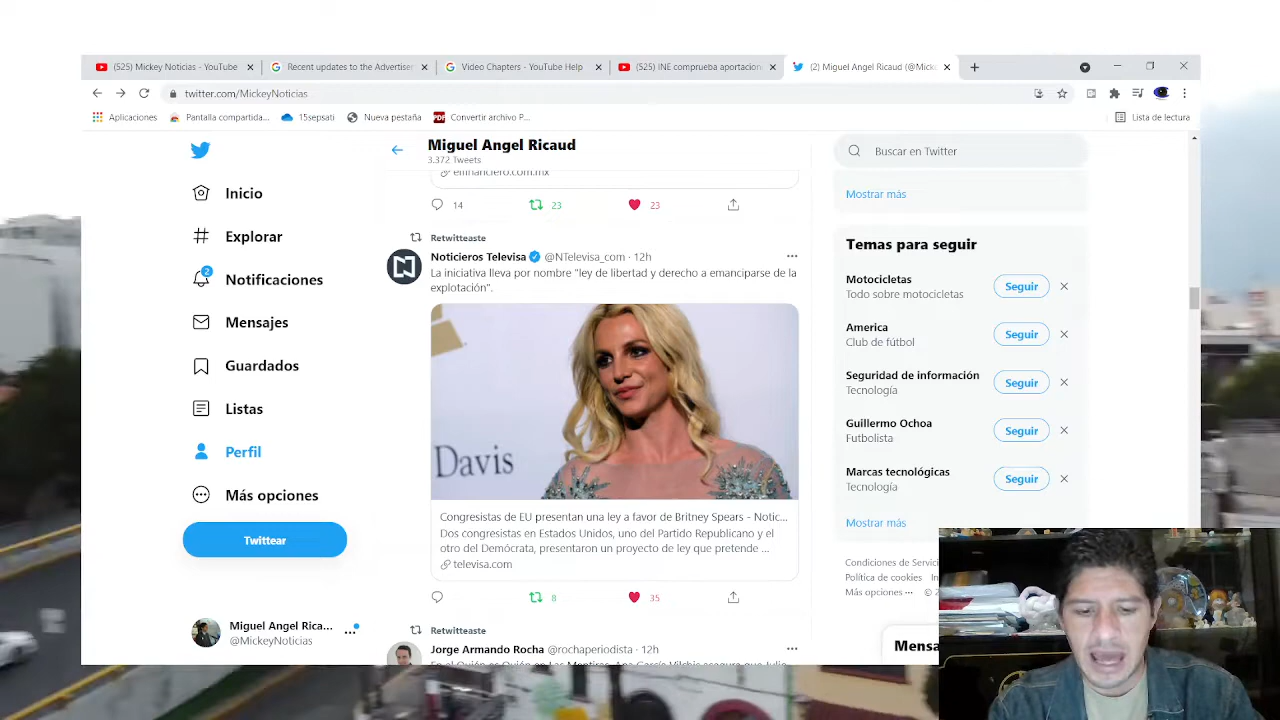 (525) Mickey Noticias - YouTube
Recent updates to the Advertiser
Video Chapters - YouTube Help
(525) INE comprueba aportacion
(2) Miguel Angel Ricaud (@Mick
twitter.com/MickeyNoticias
Aplicaciones
Pantalla compartida...
15sepsati
Nueva pestaña
Convertir archivo P...
Lista de lectura
Miguel Angel Ricaud
3,372 Tweets
Buscar en Twitter
elfinanciero.com.mx
14 23 23
Mostrar más
Inicio
Explorar
2
Notificaciones
Mensajes
Guardados
Listas
Perfil
Más opciones
Twittear
Miguel Angel Rica...
@MickeyNoticias
Retwitteaste
Noticieros Televisa @NTelevisa_com · 12h
La iniciativa lleva por nombre "ley de libertad y derecho a emanciparse de la
explotación".
Davis
Congresistas de EU presentan una ley a favor de Britney Spears - Notic...
Dos congresistas en Estados Unidos, uno del Partido Republicano y el
otro del Demócrata, presentaron un proyecto de ley que pretende ...
televisa.com
8 35
Retwitteaste
Jorge Armando Rocha @rochaperiodista · 12h
Temas para seguir
Motocicletas
Todo sobre motocicletas
Seguir
America
Club de fútbol
Seguir
Seguridad de información
Tecnología
Seguir
Guillermo Ochoa
Futbolista
Seguir
Marcas tecnológicas
Tecnología
Seguir
Mostrar más
Condiciones de Servici
Política de cookies In
Más opciones ··· © 2
Mensa